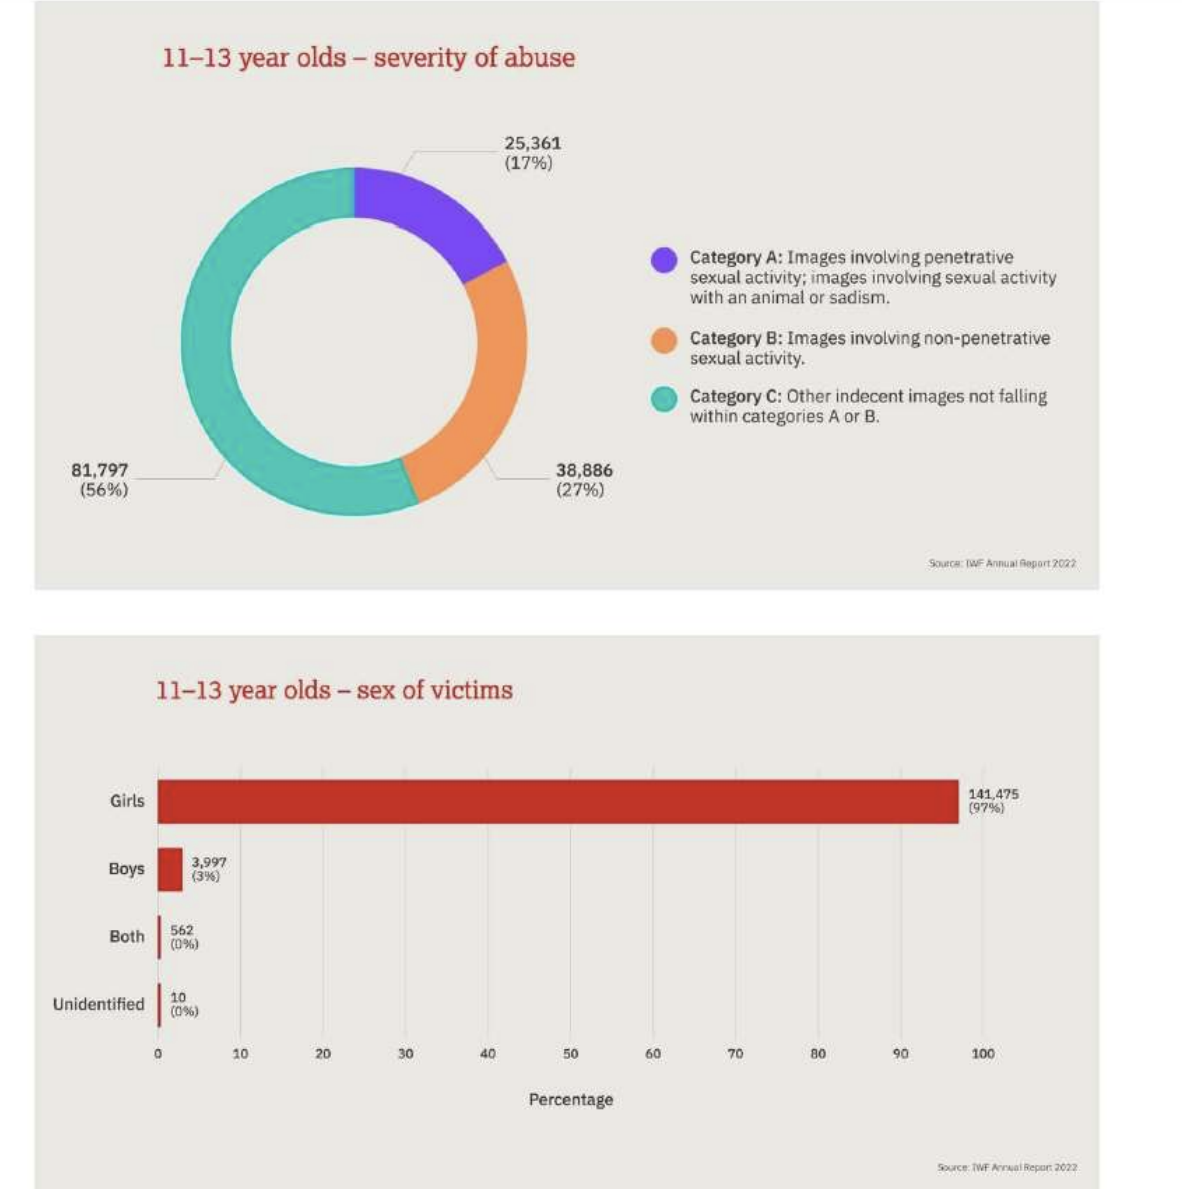 11–13 year olds – severity of abuse
25,361
(17%)
Category A: Images involving penetrative
sexual activity; images involving sexual activity
with an animal or sadism.
Category B: Images involving non-penetrative
sexual activity.
Category C: Other indecent images not falling
within categories A or B.
81,797
(56%)
38,886
(27%)
Source: IWF Annual Report 2022
11–13 year olds – sex of victims
Girls
141,475
(97%)
Boys
3,997
(3%)
Both
562
(0%)
Unidentified
10
(0%)
0 10 20 30 40 50 60 70 80 90 100
Percentage
Source: IWF Annual Report 2022